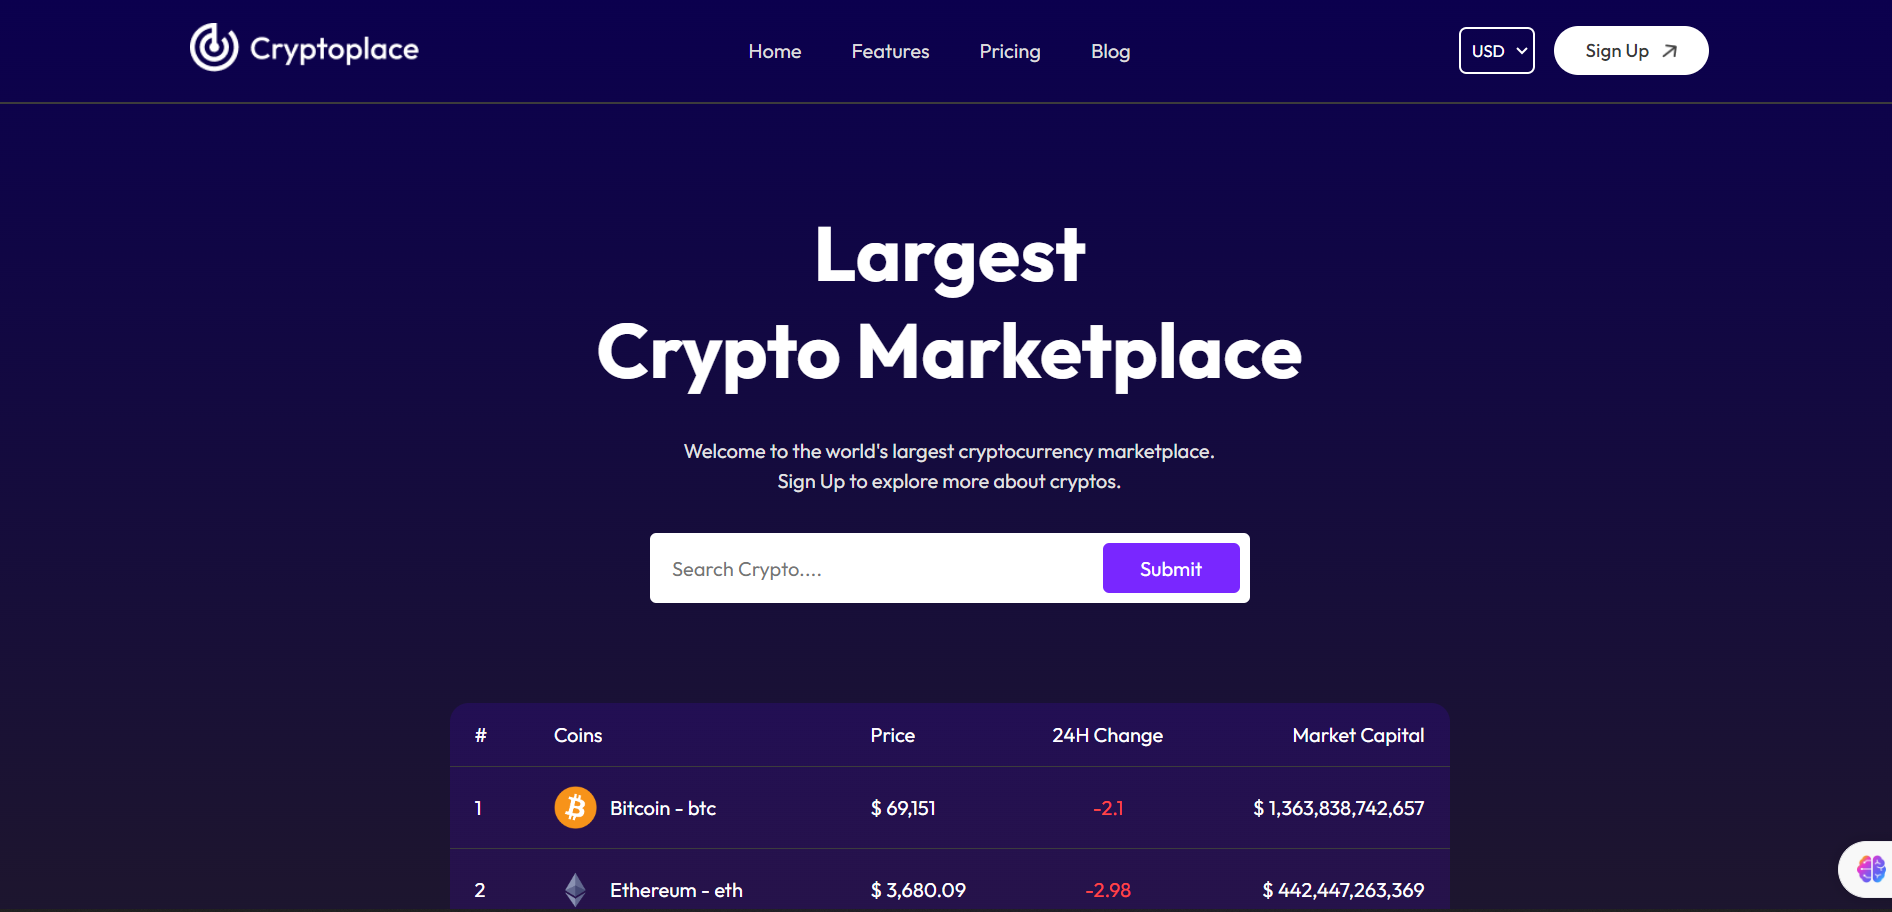 Cryptoplace
Home Features Pricing Blog
USD
Sign Up
Largest
Crypto Marketplace
Welcome to the world's largest cryptocurrency marketplace.
Sign Up to explore more about cryptos.
Search Crypto....
Submit
# Coins Price 24H Change Market Capital
1 Bitcoin - btc $ 69,151 -2.1 $ 1,363,838,742,657
2 Ethereum - eth $ 3,680.09 -2.98 $ 442,447,263,369